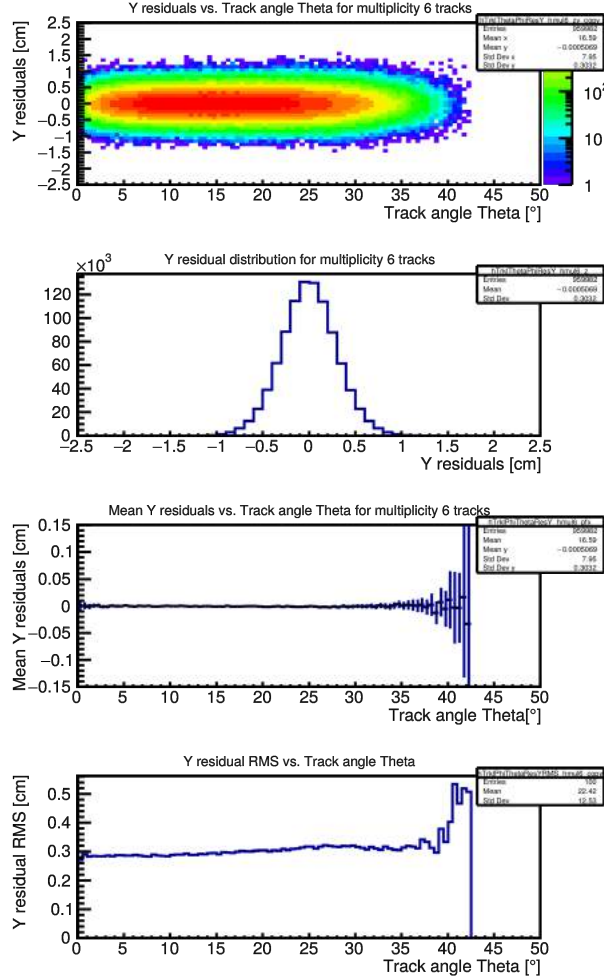 Y residuals vs. Track angle Theta for multiplicity 6 tracks
Entries
Mean x 16.59
Mean y −0.0005069
Std Dev x 7.95
Std Dev y 0.3032
Y residuals [cm]
2.5
2
1.5
1
0.5
0
−0.5
−1
−1.5
−2
−2.5
10²
10
1
0 5 10 15 20 25 30 35 40 45 50
Track angle Theta [°]
Y residual distribution for multiplicity 6 tracks
×10³
Entries
Mean −0.0005069
Std Dev 0.3032
120
100
80
60
40
20
0
−2.5 −2 −1.5 −1 −0.5 0 0.5 1 1.5 2 2.5
Y residuals [cm]
Mean Y residuals vs. Track angle Theta for multiplicity 6 tracks
Entries
Mean 16.59
Mean y −0.0005069
Std Dev 7.95
Std Dev y 0.3032
Mean Y residuals [cm]
0.15
0.1
0.05
0
−0.05
−0.1
−0.15
0 5 10 15 20 25 30 35 40 45 50
Track angle Theta[°]
Y residual RMS vs. Track angle Theta
Entries 100
Mean 22.42
Std Dev 12.53
Y residual RMS [cm]
0.5
0.4
0.3
0.2
0.1
0
0 5 10 15 20 25 30 35 40 45 50
Track angle Theta [°]